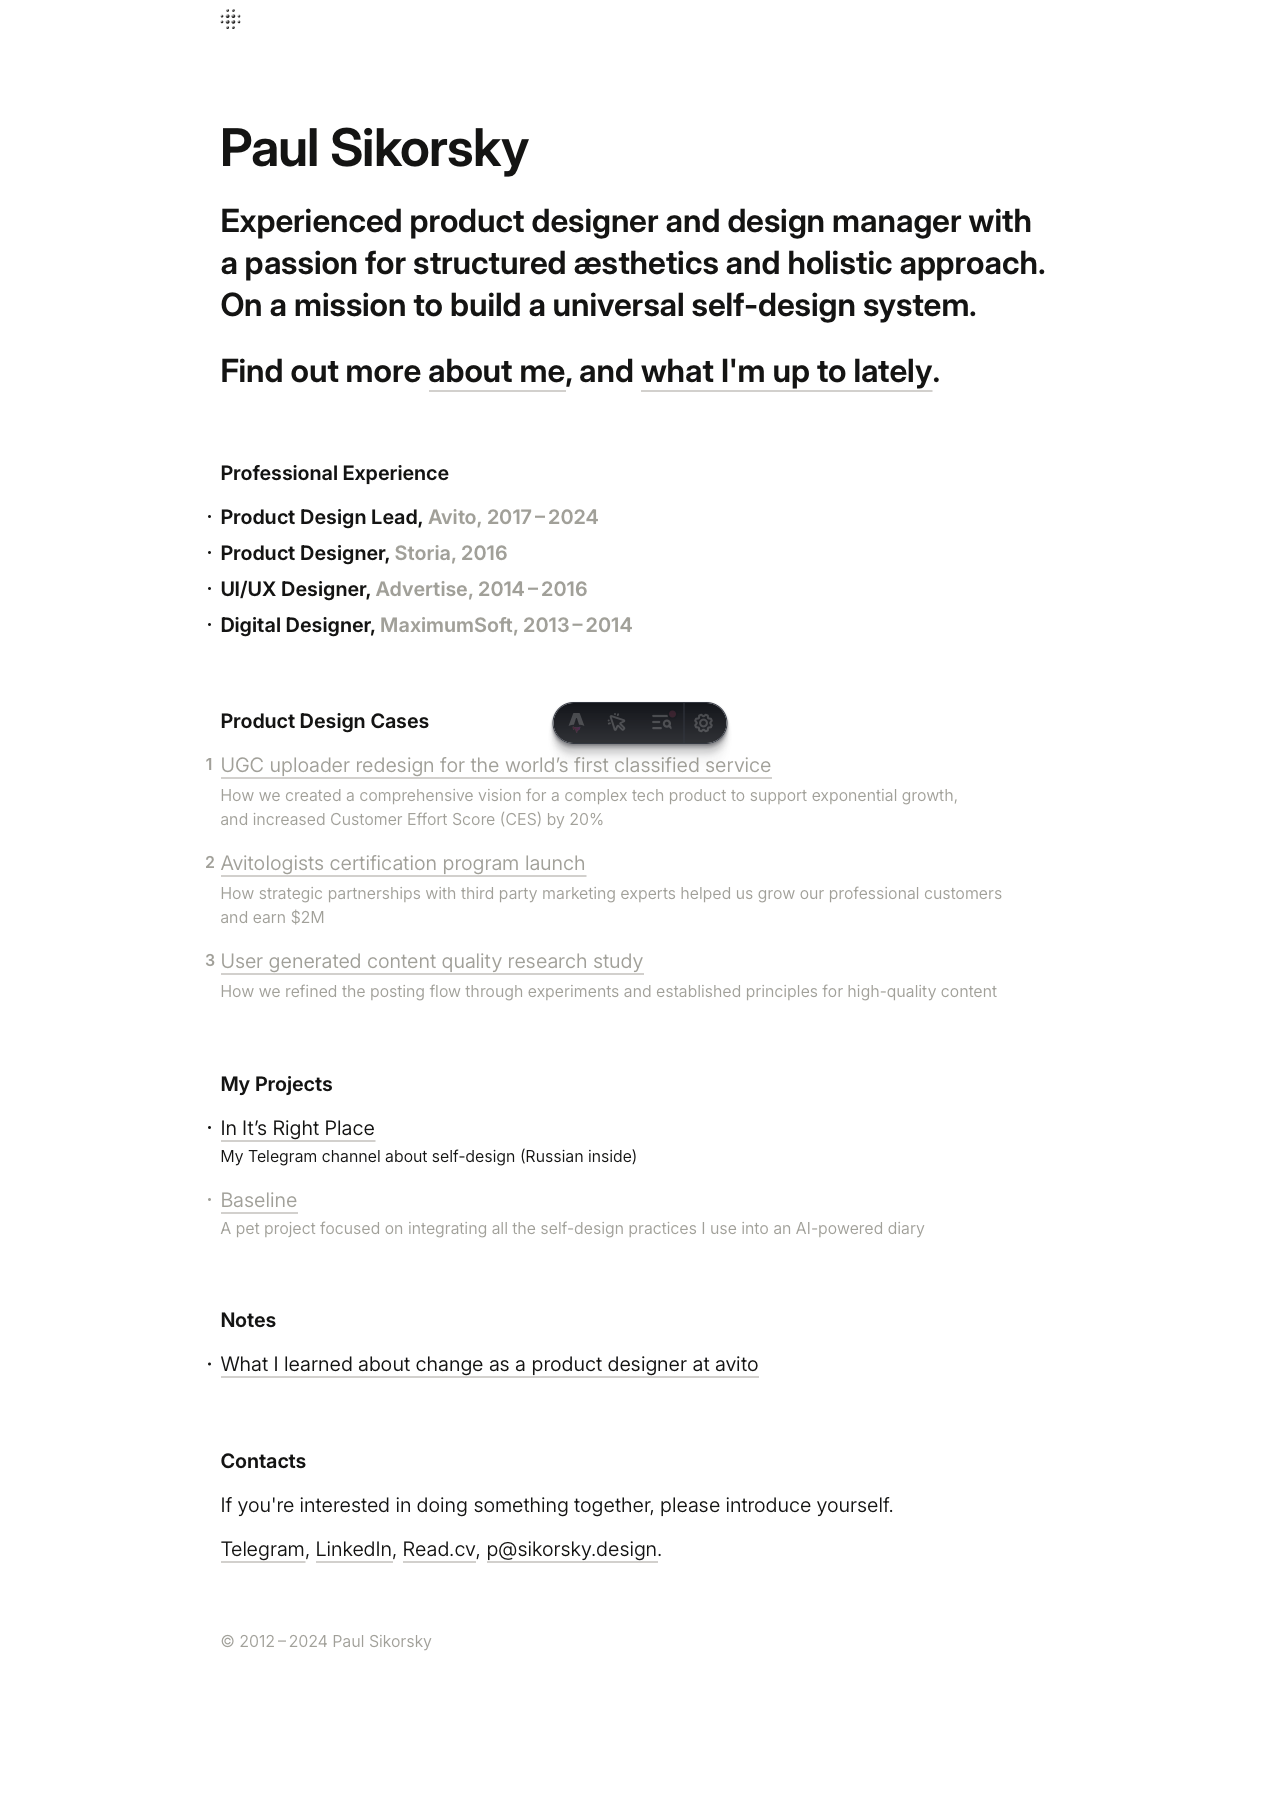 Paul Sikorsky
Experienced product designer and design manager with
a passion for structured æsthetics and holistic approach.
On a mission to build a universal self-design system.
Find out more about me, and what I'm up to lately.
Professional Experience
· Product Design Lead, Avito, 2017–2024
· Product Designer, Storia, 2016
· UI/UX Designer, Advertise, 2014–2016
· Digital Designer, MaximumSoft, 2013–2014
Product Design Cases
1 UGC uploader redesign for the world’s first classified service
How we created a comprehensive vision for a complex tech product to support exponential growth,
and increased Customer Effort Score (CES) by 20%
2 Avitologists certification program launch
How strategic partnerships with third party marketing experts helped us grow our professional customers
and earn $2M
3 User generated content quality research study
How we refined the posting flow through experiments and established principles for high-quality content
My Projects
· In It’s Right Place
My Telegram channel about self-design (Russian inside)
· Baseline
A pet project focused on integrating all the self-design practices I use into an AI-powered diary
Notes
· What I learned about change as a product designer at avito
Contacts
If you're interested in doing something together, please introduce yourself.
Telegram, LinkedIn, Read.cv, p@sikorsky.design.
© 2012–2024 Paul Sikorsky